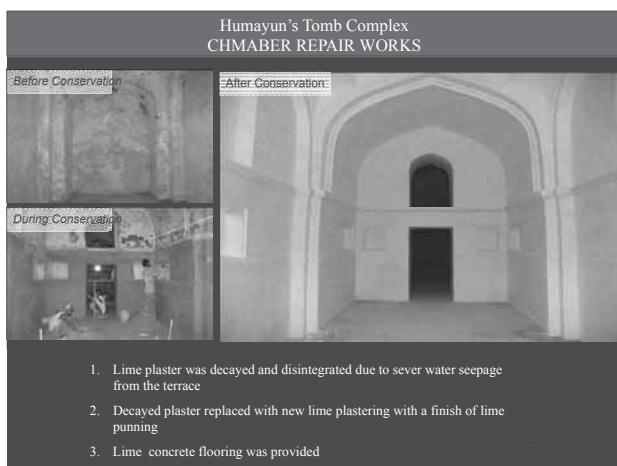 Humayun's Tomb Complex
CHMABER REPAIR WORKS
Before Conservation
After Conservation
During Conservation
1. Lime plaster was decayed and disintegrated due to sever water seepage
from the terrace
2. Decayed plaster replaced with new lime plastering with a finish of lime
punning
3. Lime concrete flooring was provided